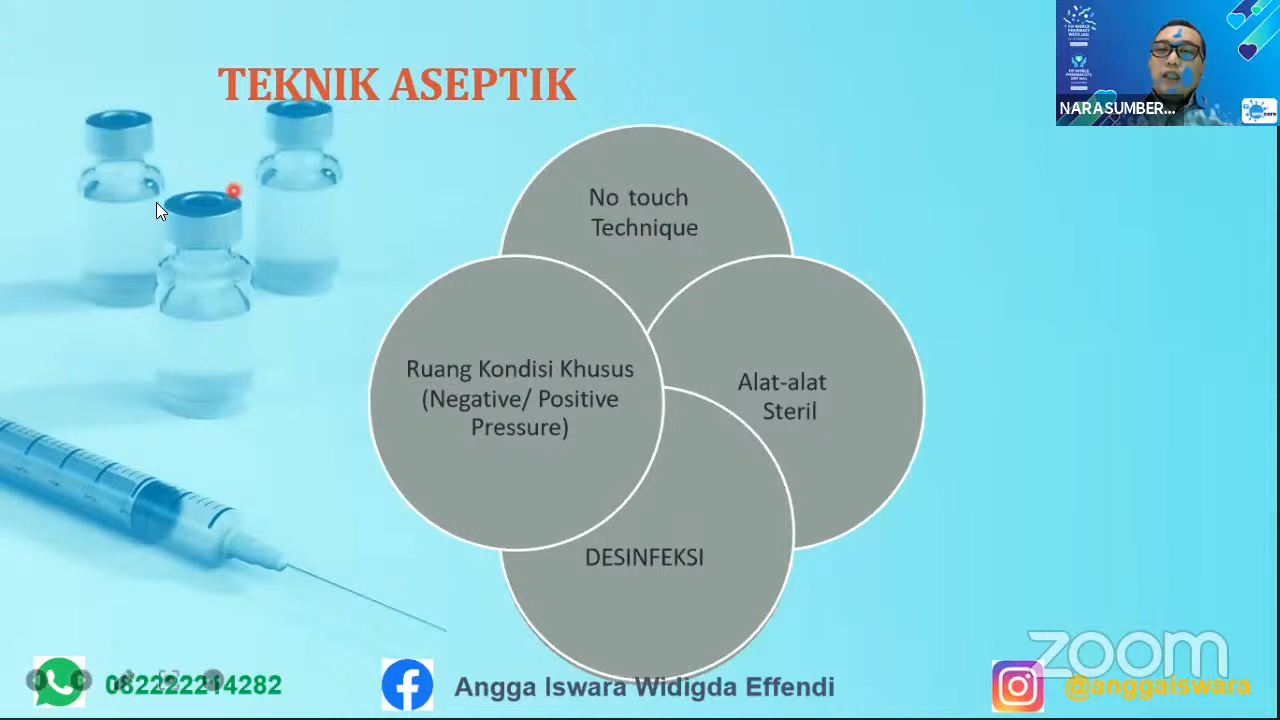 TEKNIK ASEPTIK
NARASUMBER...
No touch
Technique
Ruang Kondisi Khusus
(Negative/ Positive
Pressure)
Alat-alat
Steril
DESINFEKSI
zoom
082222214282
Angga Iswara Widigda Effendi
@anggaiswara